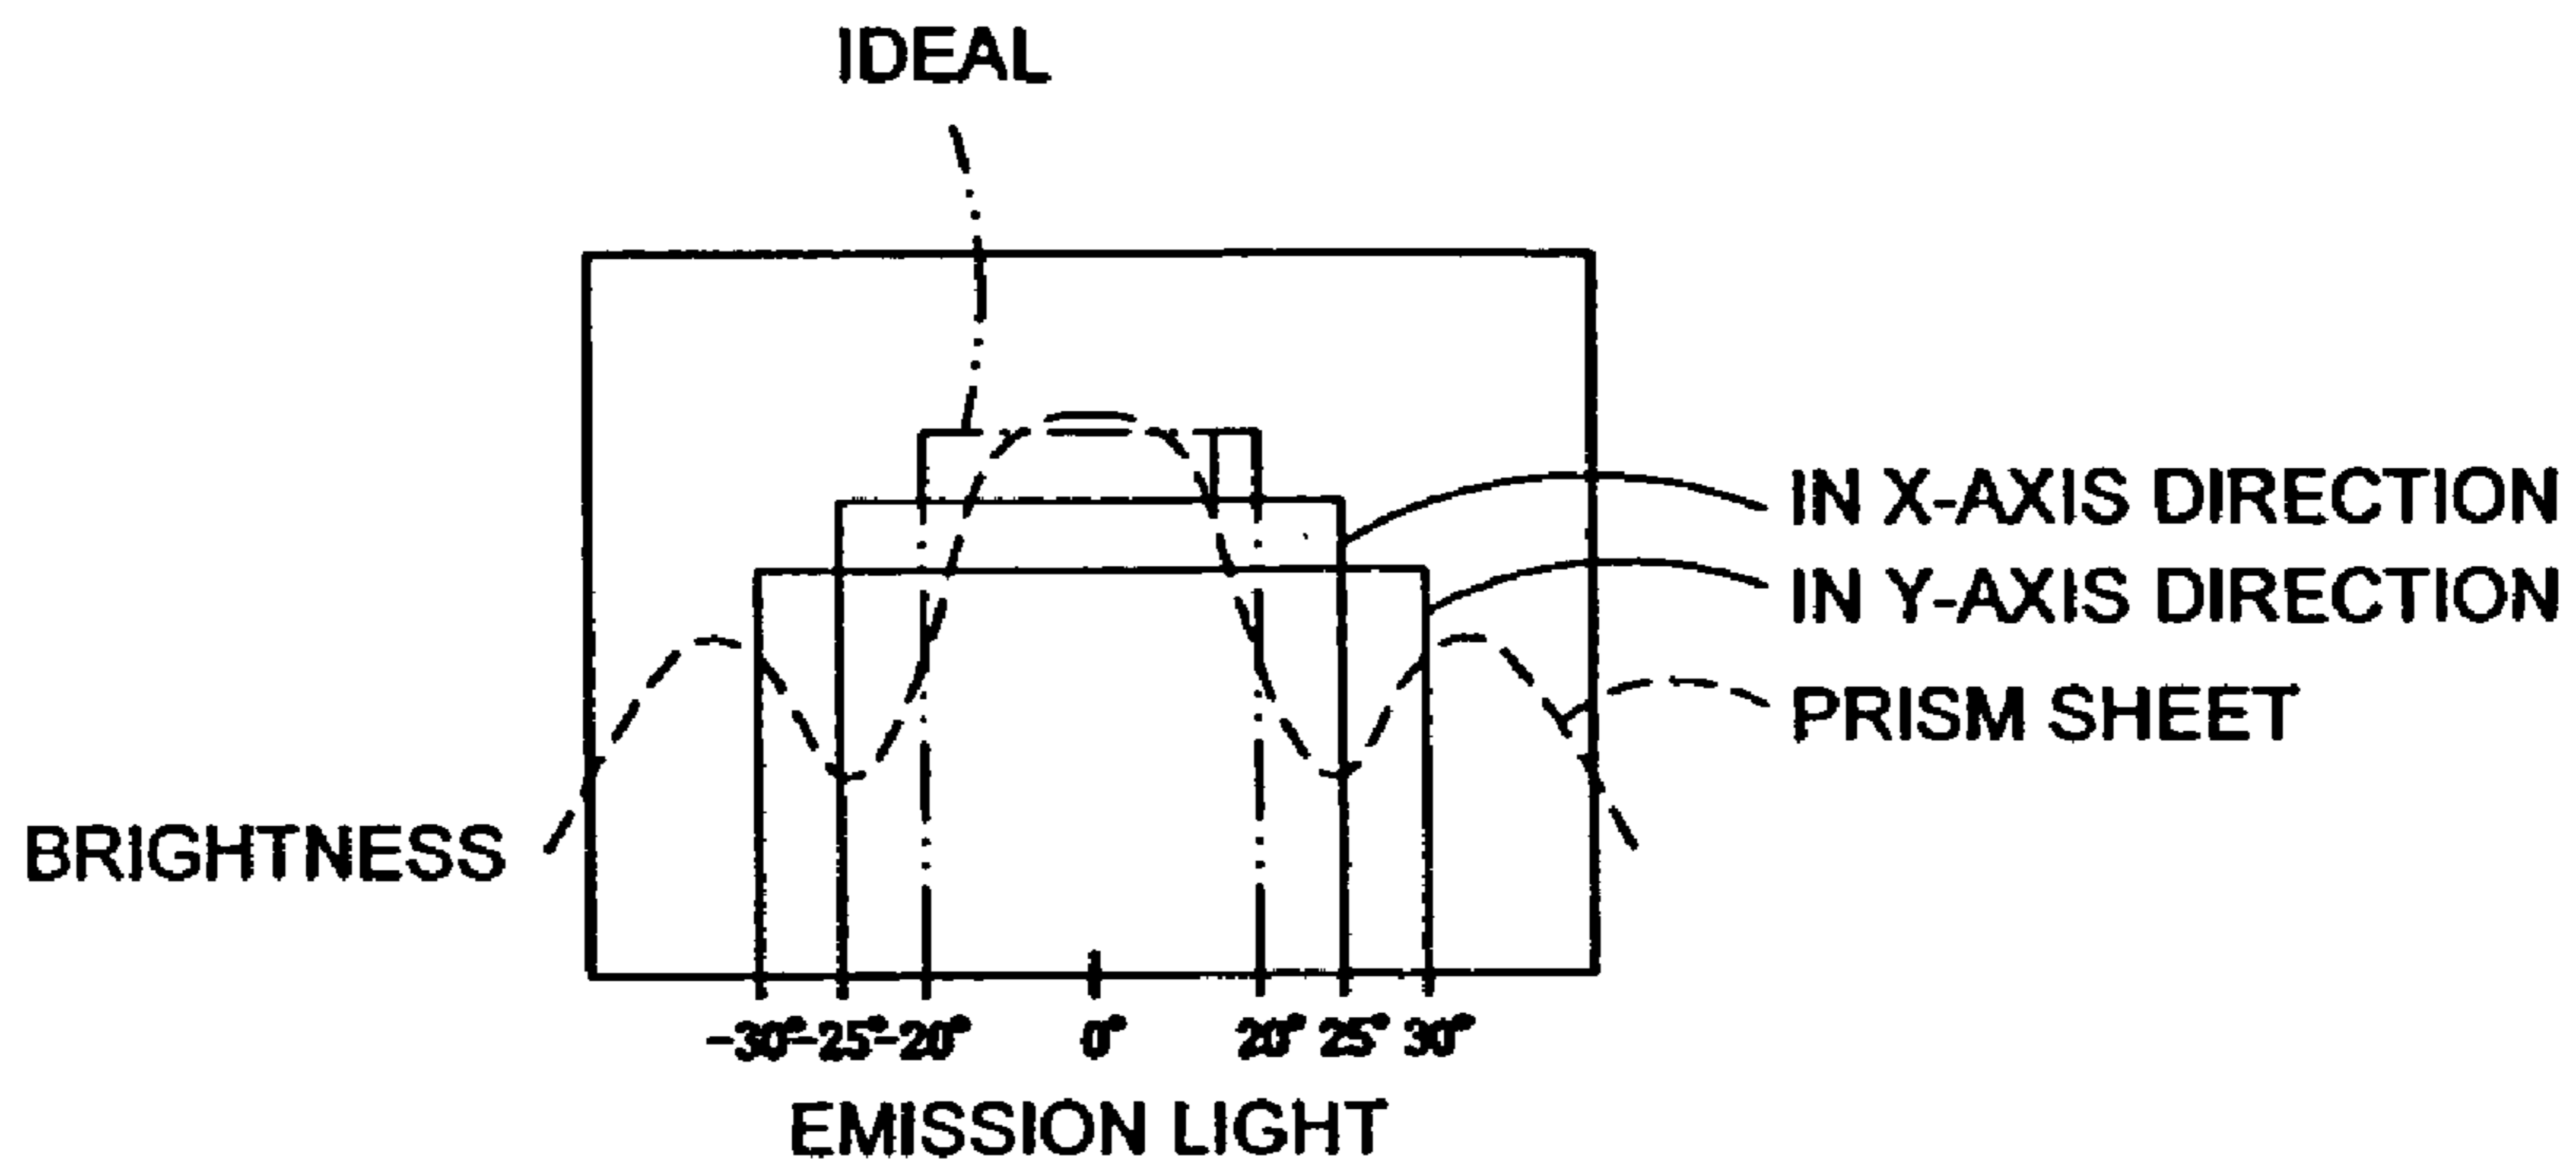 IDEAL
IN X-AXIS DIRECTION
IN Y-AXIS DIRECTION
PRISM SHEET
BRIGHTNESS
-30° -25° -20° 0° 20° 25° 30°
EMISSION LIGHT